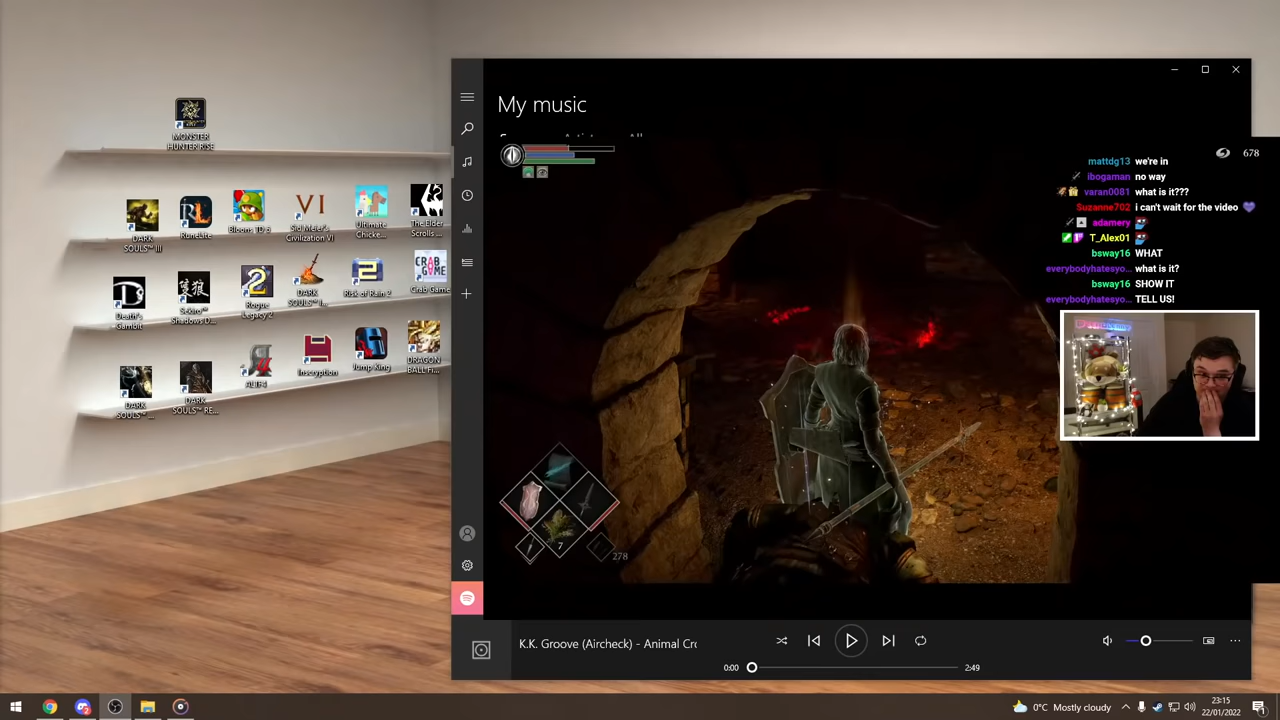 MONSTER
HUNTER RISE
DARK
SOULS™ III
RuneLite
Bloons TD 6
Sid Meier's
Civilization VI
Ultimate
Chicke...
The Elder
Scrolls ...
Death's
Gambit
Sekiro™
Shadows D...
Rogue
Legacy 2
DARK
SOULS™ I...
Risk of Rain 2
Crab Game
DARK
SOULS™ ...
DARK
SOULS™ RE...
ALTF4
Inscryption
Jump King
DRAGON
BALL Fi...
My music
678
mattdg13 we're in
ibogaman no way
varan0081 what is it???
Suzanne702 i can't wait for the video
adamery
T_Alex01
bsway16 WHAT
everybodyhatesyo... what is it?
bsway16 SHOW IT
everybodyhatesyo... TELL US!
7
278
K.K. Groove (Aircheck) - Animal Cro
0:00
2:49
0°C Mostly cloudy
23:15
22/01/2022